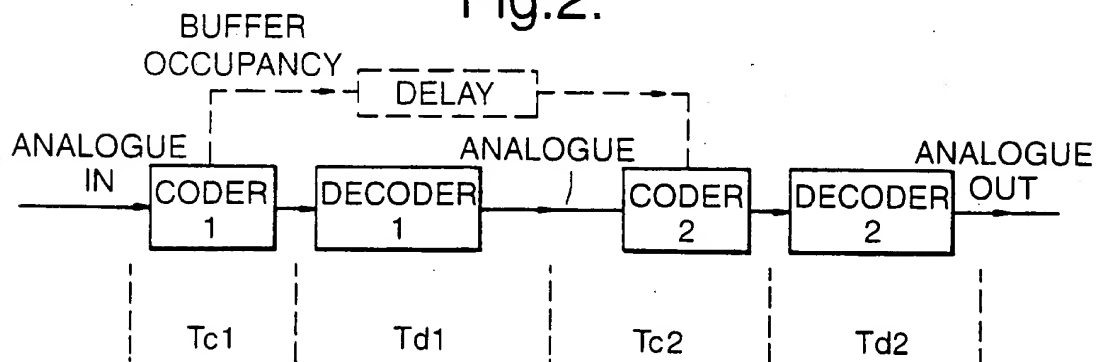 Fig.2.
BUFFER
OCCUPANCY
DELAY
ANALOGUE
IN
CODER
1
DECODER
1
ANALOGUE
CODER
2
DECODER
2
ANALOGUE
OUT
Tc1
Td1
Tc2
Td2